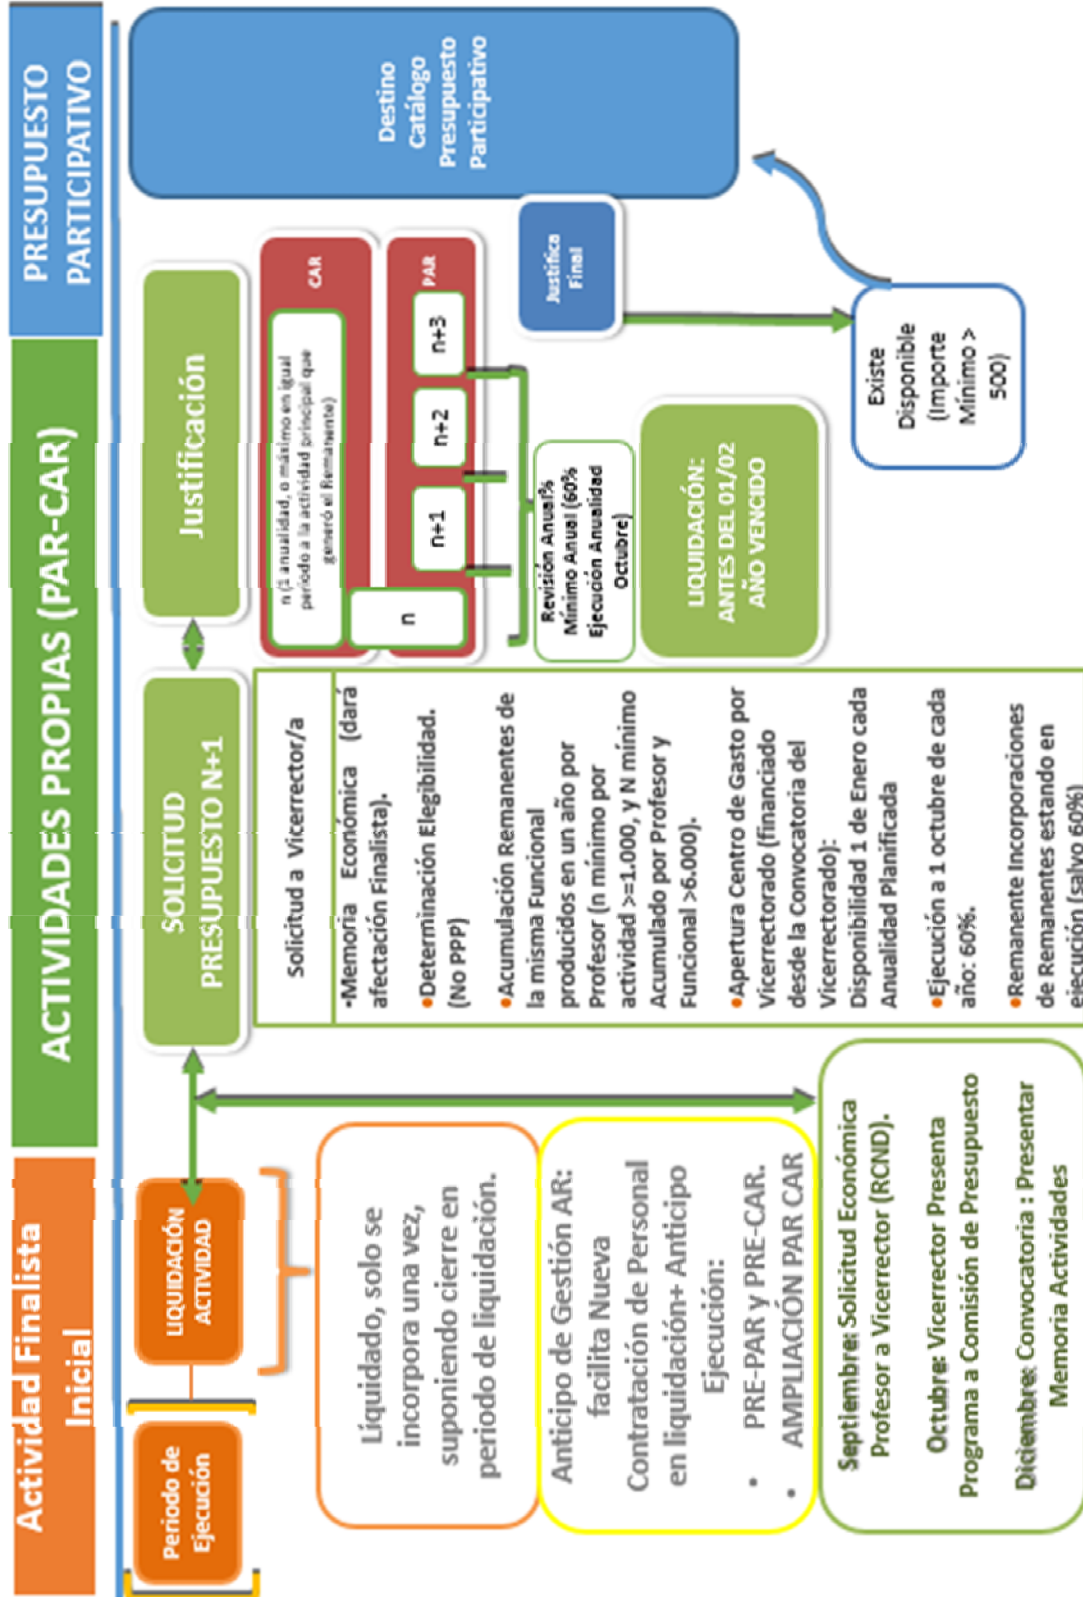 Actividad Finalista
Inicial
ACTIVIDADES PROPIAS (PAR-CAR)
PRESUPUESTO
PARTICIPATIVO
Periodo de
Ejecución
LIQUIDACIÓN
ACTIVIDAD
SOLICITUD
PRESUPUESTO N+1
Justificación
Destino
Catálogo
Presupuesto
Participativo
Líquidado, solo se
incorpora una vez,
suponiendo cierre en
periodo de liquidación.
Anticipo de Gestión AR:
facilita Nueva
Contratación de Personal
en liquidación+ Anticipo
Ejecución:
• PRE-PAR y PRE-CAR.
• AMPLIACIÓN PAR CAR
Septiembre: Solicitud Económica
Profesor a Vicerrector (RCND).
Octubre: Vicerrector Presenta
Programa a Comisión de Presupuesto
Diciembre: Convocatoria : Presentar
Memoria Actividades
Solicitud a Vicerrector/a
•Memoria Económica (dará
afectación Finalista).
•Determinación Elegibilidad.
(No PPP)
•Acumulación Remanentes de
la misma Funcional
producidos en un año por
Profesor (n mínimo por
actividad >=1.000, y N mínimo
Acumulado por Profesor y
Funcional >6.000).
•Apertura Centro de Gasto por
Vicerrectorado (financiado
desde la Convocatoria del
Vicerrectorado):
Disponibilidad 1 de Enero cada
Anualidad Planificada
•Ejecución a 1 octubre de cada
año: 60%.
•Remanente Incorporaciones
de Remanentes estando en
ejecución (salvo 60%)
CAR
n (1 anualidad, o máximo en igual
periodo a la actividad principal que
generó el Remanente)
PAR
n
n+1
n+2
n+3
Revisión Anual%
Mínimo Anual (60%
Ejecución Anualidad
Octubre)
LIQUIDACIÓN:
ANTES DEL 01/02
AÑO VENCIDO
Justifica
Final
Existe
Disponible
(Importe
Mínimo >
500)